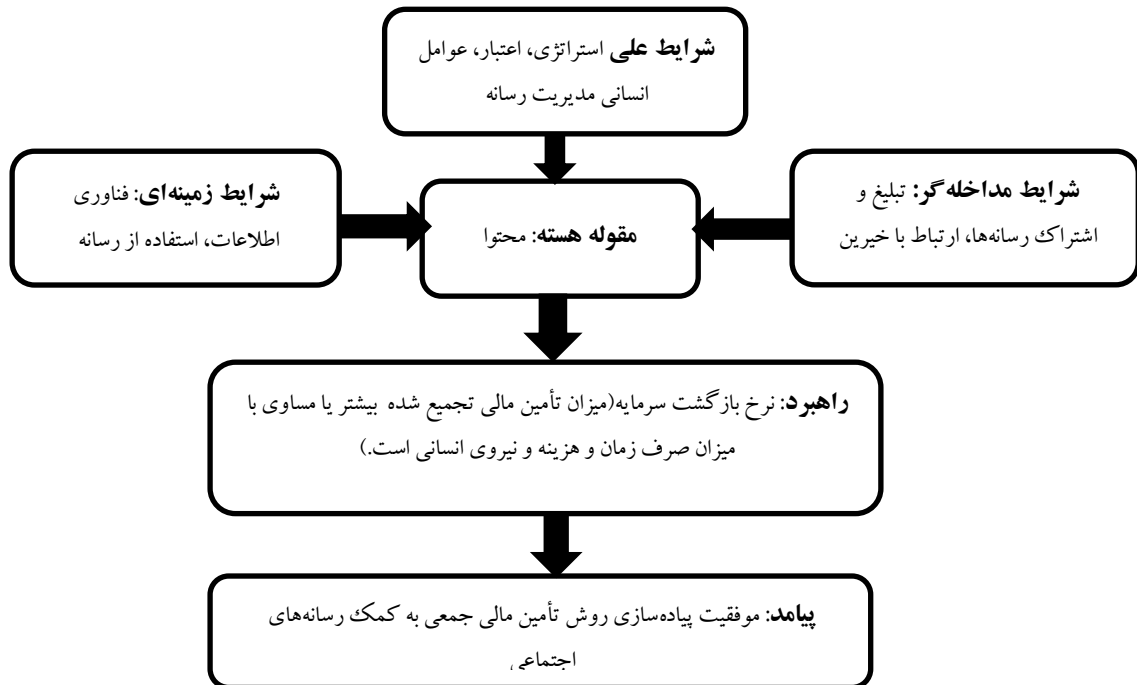 شرایط علی استراتژی، اعتبار، عوامل
انسانی مدیریت رسانه
شرایط مداخله‌گر: تبلیغ و
اشتراک رسانه‌ها، ارتباط با خیرین
مقوله هسته: محتوا
شرایط زمینه‌ای: فناوری
اطلاعات، استفاده از رسانه
راهبرد: نرخ بازگشت سرمایه(میزان تأمین مالی تجمیع شده بیشتر یا مساوی با
میزان صرف زمان و هزینه و نیروی انسانی است.)
پیامد: موفقیت پیاده‌سازی روش تأمین مالی جمعی به کمک رسانه‌های
اجتماعی